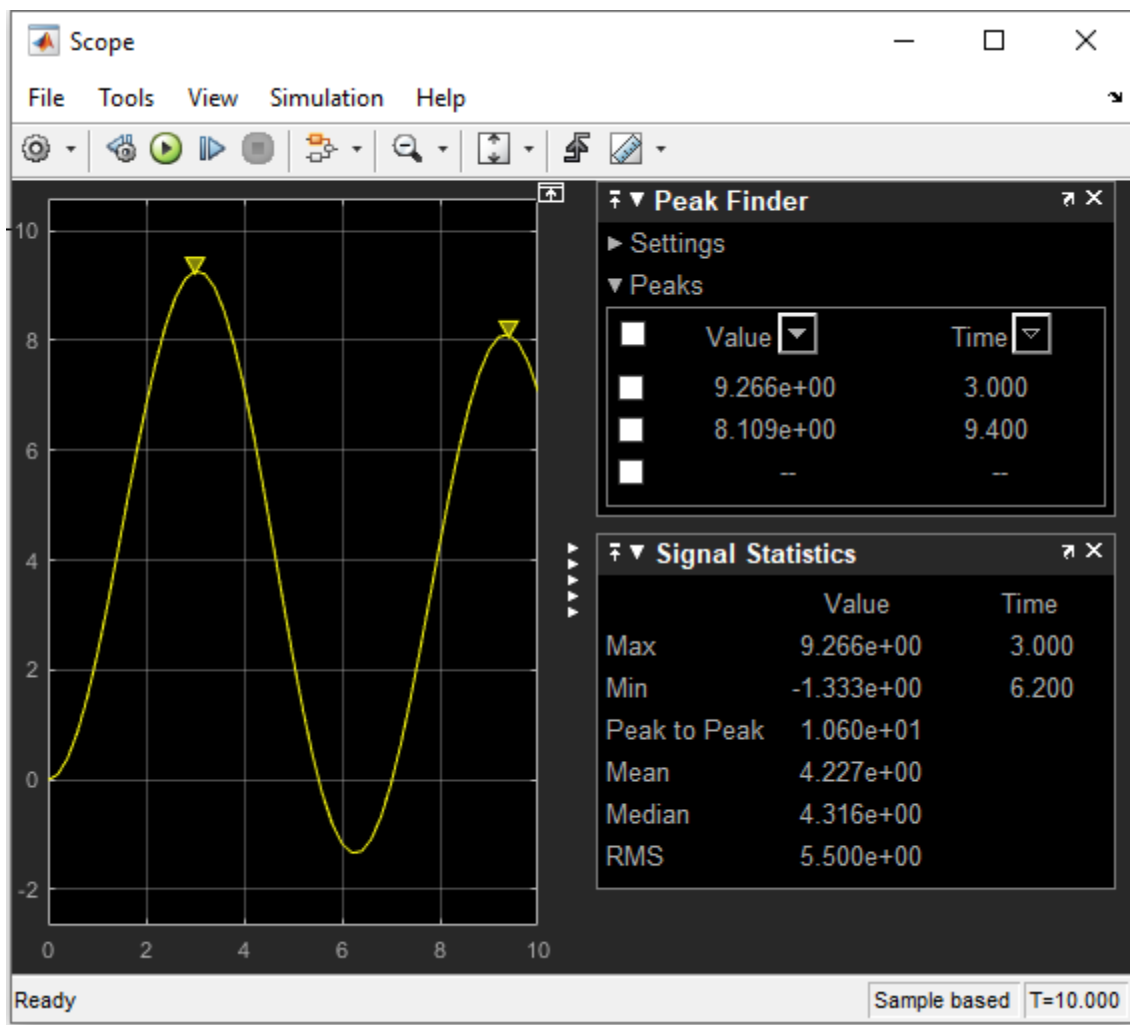 Scope
File Tools View Simulation Help
10
8
6
4
2
0
-2
0 2 4 6 8 10
Peak Finder
Settings
Peaks
Value Time
9.266e+00 3.000
8.109e+00 9.400
-- --
Signal Statistics
Value Time
Max 9.266e+00 3.000
Min -1.333e+00 6.200
Peak to Peak 1.060e+01
Mean 4.227e+00
Median 4.316e+00
RMS 5.500e+00
Ready Sample based T=10.000